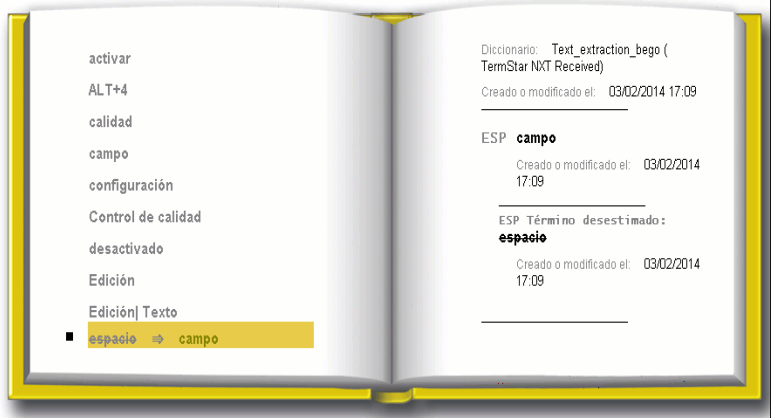 activar
ALT+4
calidad
campo
configuración
Control de calidad
desactivado
Edición
Edición| Texto
espacio ⇒ campo
Diccionario: Text_extraction_bego (
TermStar NXT Received)
Creado o modificado el: 03/02/2014 17:09
ESP campo
Creado o modificado el: 03/02/2014
17:09
ESP Término desestimado:
espacio
Creado o modificado el: 03/02/2014
17:09